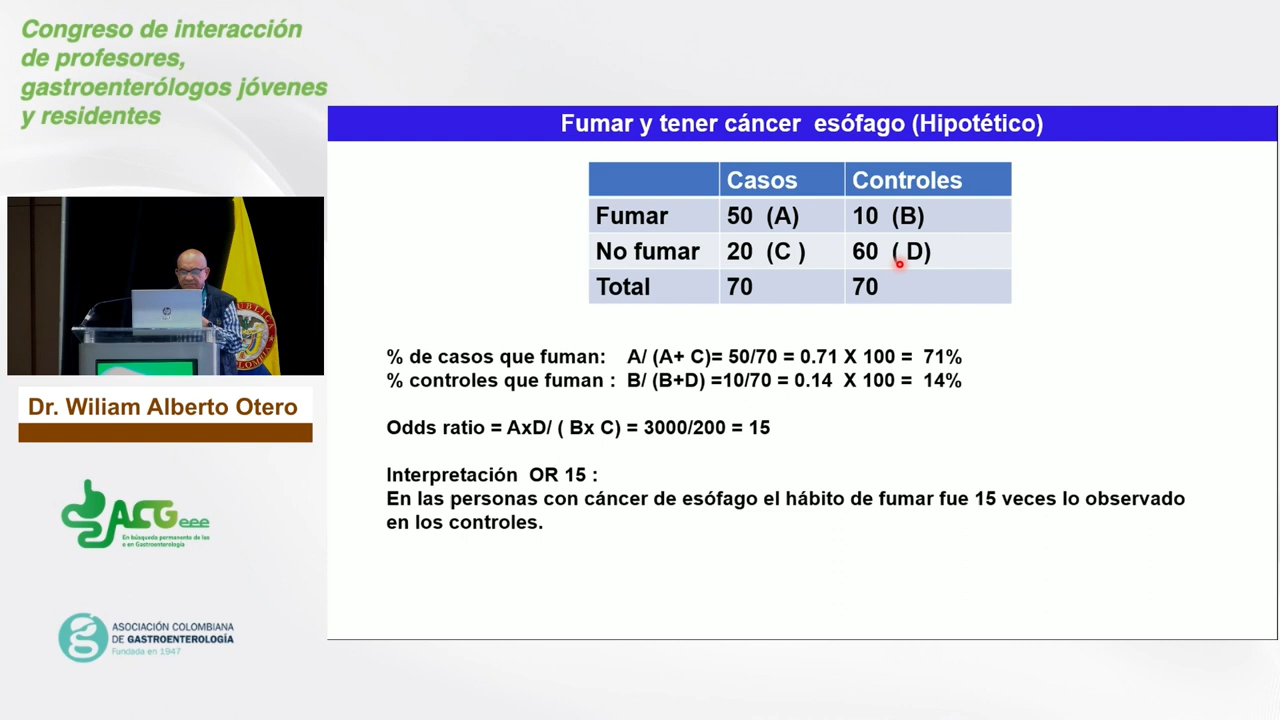 Congreso de interacción
de profesores,
gastroenterólogos jóvenes
y residentes
Fumar y tener cáncer esófago (Hipotético)
Casos Controles
Fumar 50 (A) 10 (B)
No fumar 20 (C ) 60 ( D)
Total 70 70
% de casos que fuman: A/ (A+ C)= 50/70 = 0.71 X 100 = 71%
% controles que fuman : B/ (B+D) =10/70 = 0.14 X 100 = 14%
Odds ratio = AxD/ ( Bx C) = 3000/200 = 15
Interpretación OR 15 :
En las personas con cáncer de esófago el hábito de fumar fue 15 veces lo observado
en los controles.
Dr. Wiliam Alberto Otero
ACGeee
En búsqueda permanente de las
e en Gastroenterología
ASOCIACIÓN COLOMBIANA
DE GASTROENTEROLOGÍA
Fundada en 1947